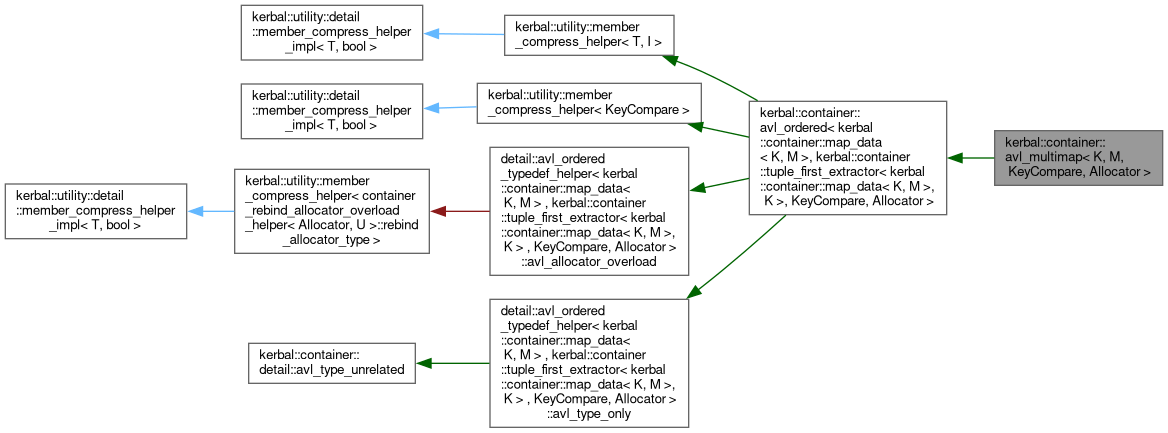 kerbal::utility::detail
::member_compress_helper
_impl< T, bool >
kerbal::utility::member
_compress_helper< T, I >
kerbal::utility::detail
::member_compress_helper
_impl< T, bool >
kerbal::utility::member
_compress_helper< KeyCompare >
kerbal::container::
avl_ordered< kerbal
::container::map_data
< K, M >, kerbal::container
::tuple_first_extractor< kerbal
::container::map_data< K, M >,
K >, KeyCompare, Allocator >
kerbal::container::
avl_multimap< K, M,
KeyCompare, Allocator >
kerbal::utility::detail
::member_compress_helper
_impl< T, bool >
kerbal::utility::member
_compress_helper< container
_rebind_allocator_overload
_helper< Allocator, U >::rebind
_allocator_type >
detail::avl_ordered
_typedef_helper< kerbal
::container::map_data<
K, M > , kerbal::container
::tuple_first_extractor< kerbal
::container::map_data< K, M >,
K > , KeyCompare, Allocator >
::avl_allocator_overload
kerbal::container::
detail::avl_type_unrelated
detail::avl_ordered
_typedef_helper< kerbal
::container::map_data<
K, M > , kerbal::container
::tuple_first_extractor< kerbal
::container::map_data< K, M >,
K > , KeyCompare, Allocator >
::avl_type_only